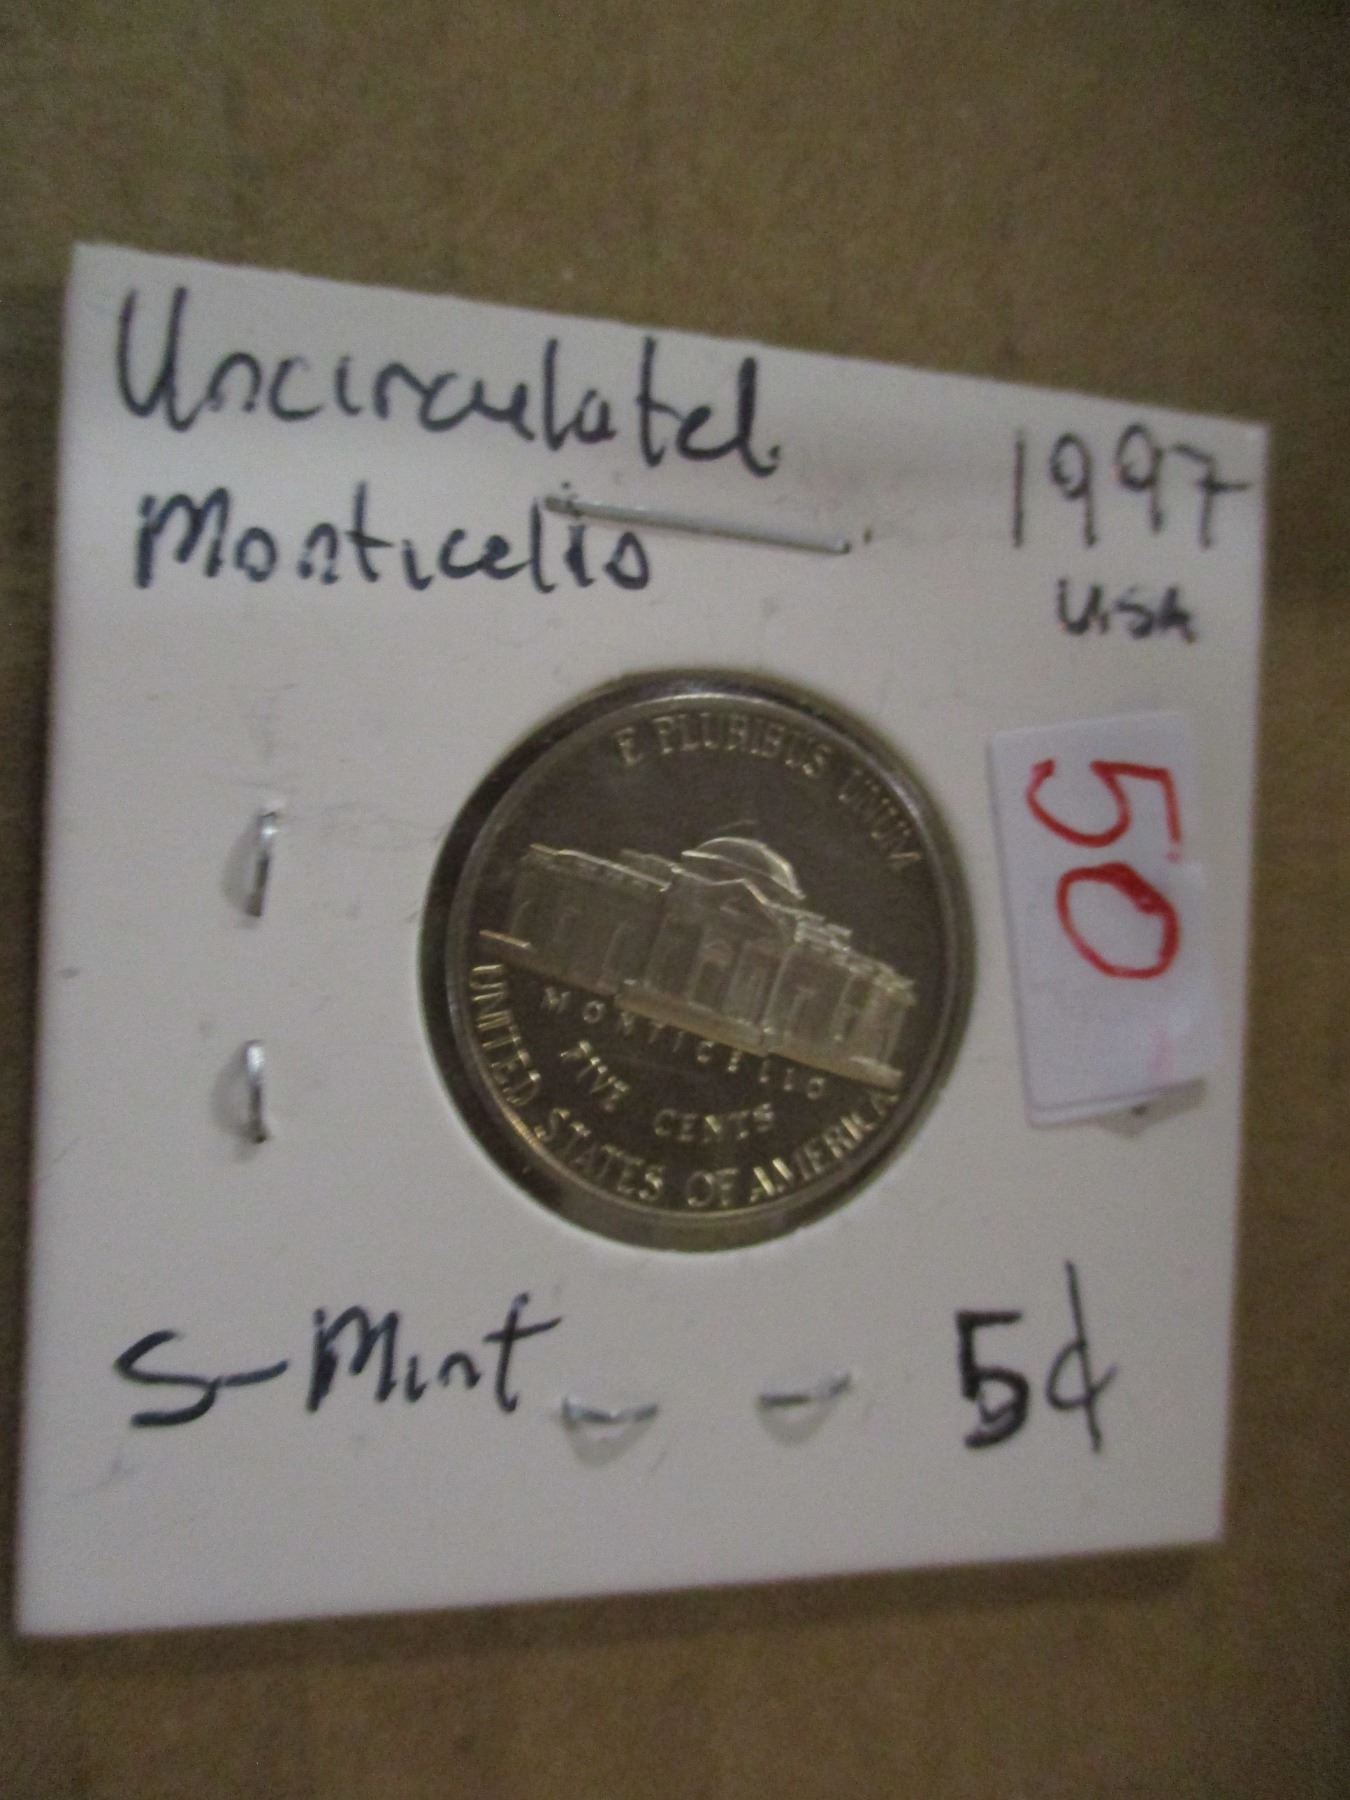 Uncirculated 1997
Monticello USA
50
E PLURIBUS UNUM
MONTICELLO
FIVE CENTS
UNITED STATES OF AMERICA
S-Mint 5¢